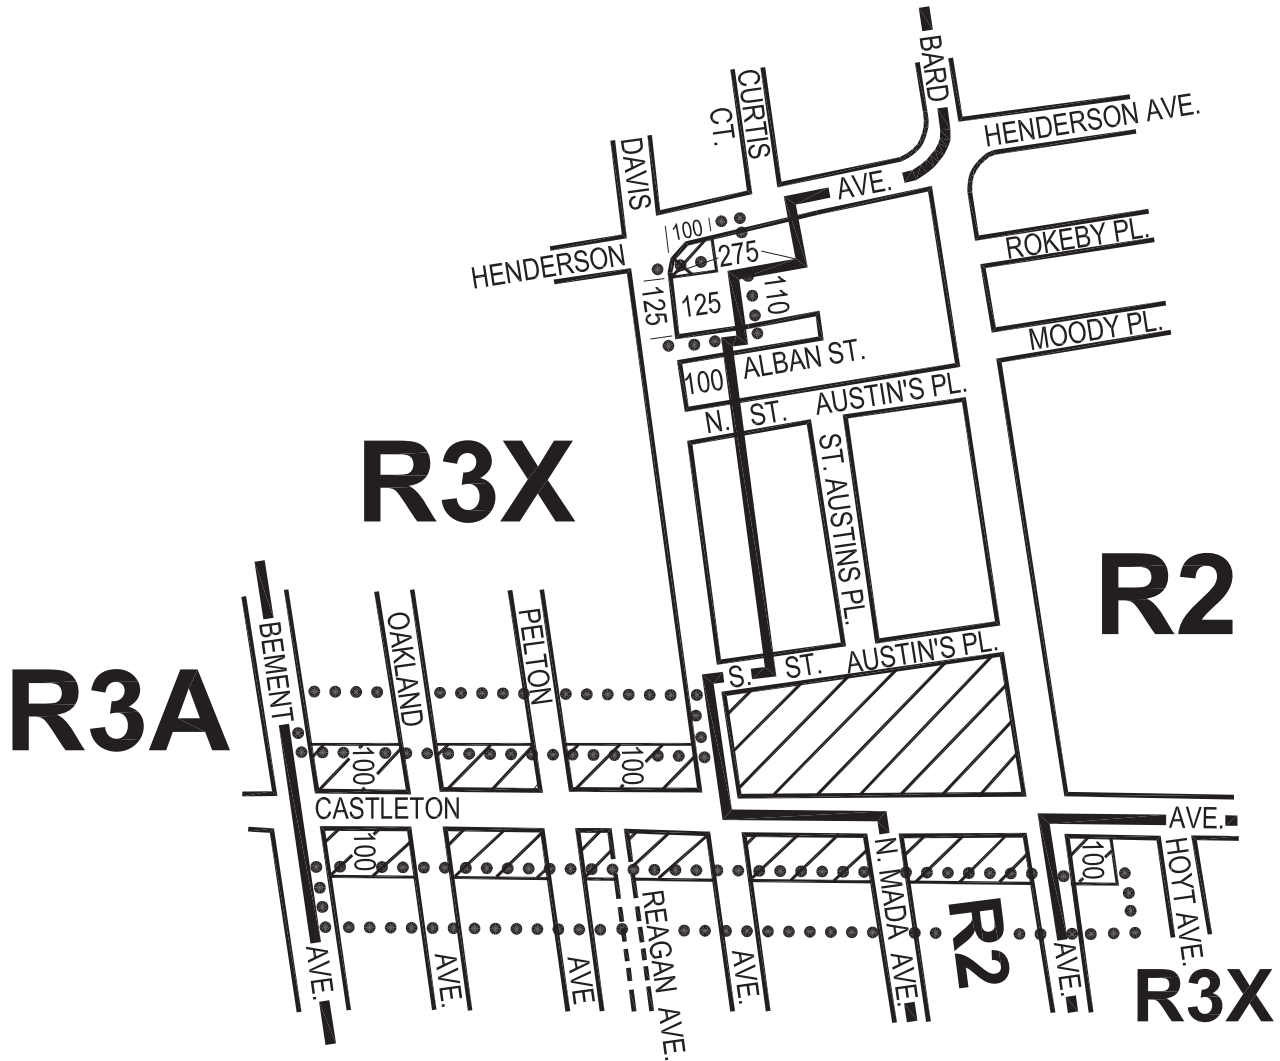 BARD
HENDERSON AVE.
CURTIS
CT.
DAVIS
AVE.
HENDERSON
100
275
ROKEBY PL.
125
125
110
MOODY PL.
ALBAN ST.
100
N. ST. AUSTIN'S PL.
R3X
ST. AUSTINS PL.
R2
BEMENT
OAKLAND
PELTON
S. ST. AUSTIN'S PL.
R3A
100
100
CASTLETON
AVE.
100
N. MADA AVE.
100
HOYT AVE.
REAGAN AVE.
R2
AVE.
AVE.
AVE
AVE.
AVE.
R3X